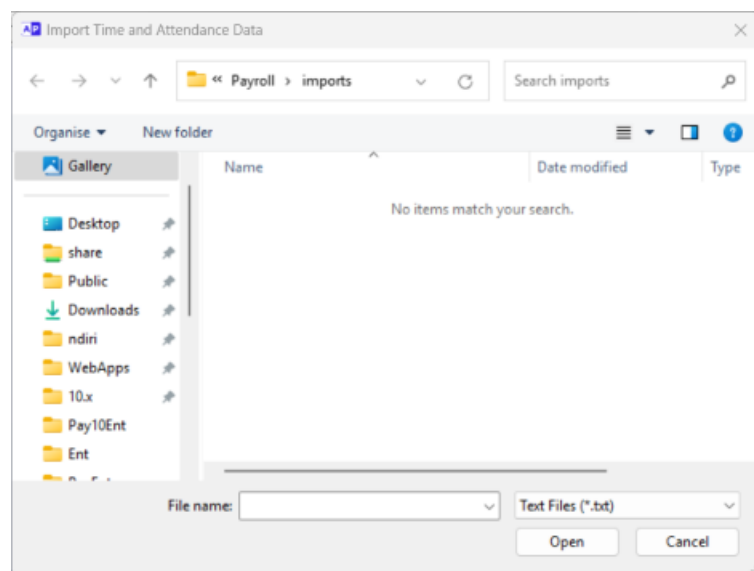 AP Import Time and Attendance Data
« Payroll › imports
Search imports
Organise
New folder
Gallery
Name
Date modified
Type
No items match your search.
Desktop
share
Public
Downloads
ndiri
WebApps
10.x
Pay10Ent
Ent
File name:
Text Files (*.txt)
Open
Cancel